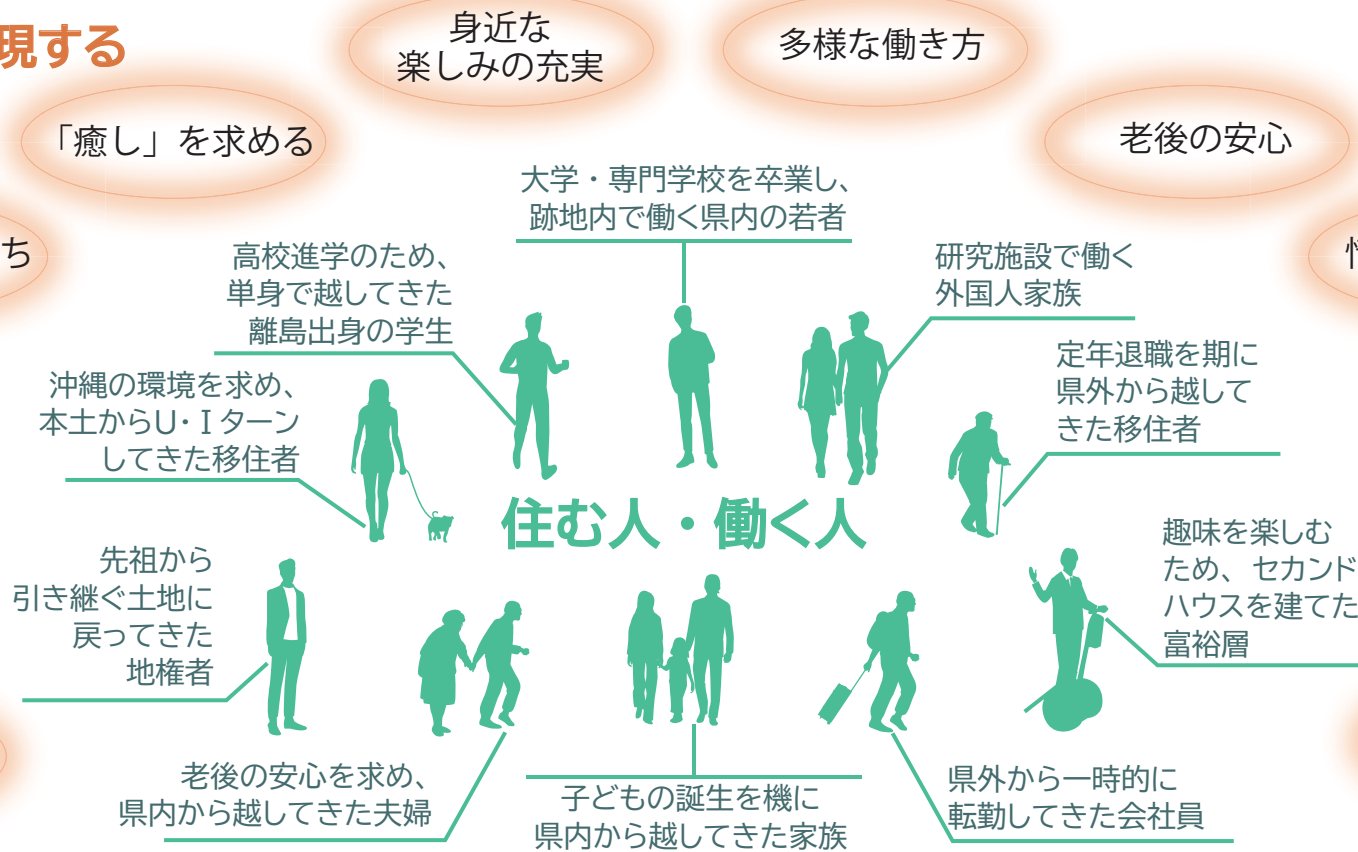 現する
身近な
楽しみの充実
多様な働き方
「癒し」を求める
老後の安心
ち
大学・専門学校を卒業し、
跡地内で働く県内の若者
高校進学のため、
単身で越してきた
離島出身の学生
研究施設で働く
外国人家族
沖縄の環境を求め、
本土からU・Iターン
してきた移住者
定年退職を期に
県外から越して
きた移住者
住む人・働く人
先祖から
引き継ぐ土地に
戻ってきた
地権者
趣味を楽しむ
ため、セカンド
ハウスを建てた
富裕層
老後の安心を求め、
県内から越してきた夫婦
子どもの誕生を機に
県内から越してきた家族
県外から一時的に
転勤してきた会社員